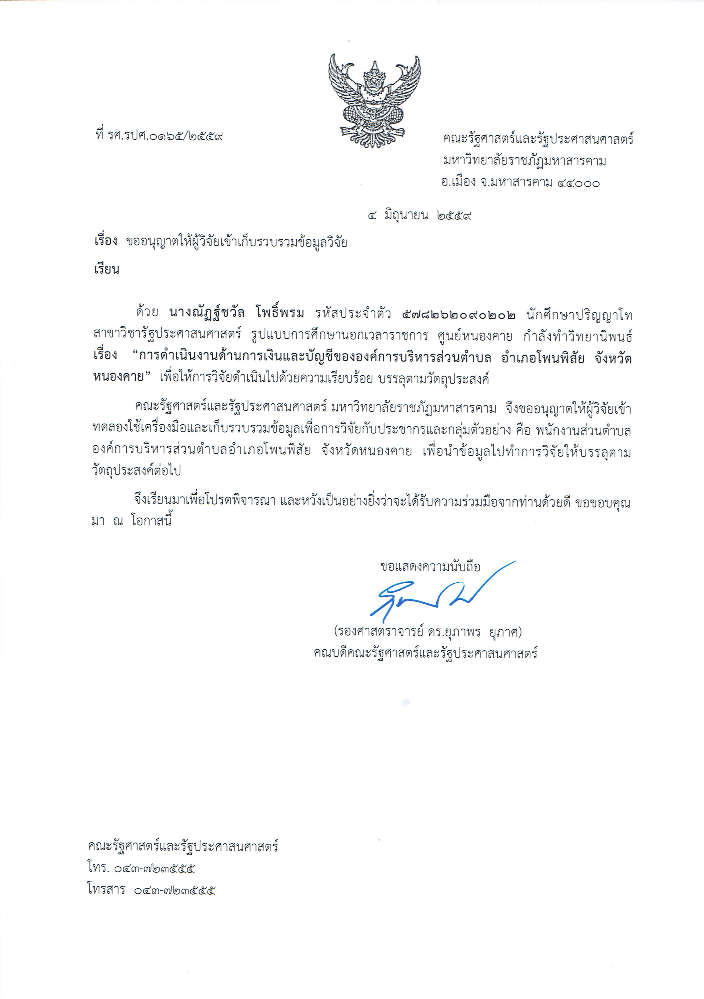 ที่ รศ.รปศ.๐๑๖๕/๒๕๕๙
คณะรัฐศาสตร์และรัฐประศาสนศาสตร์
มหาวิทยาลัยราชภัฏมหาสารคาม
อ.เมือง จ.มหาสารคาม ๔๔๐๐๐
๔ มิถุนายน ๒๕๕๙
เรื่อง ขออนุญาตให้ผู้วิจัยเข้าเก็บรวบรวมข้อมูลวิจัย
เรียน
ด้วย นางณัฏฐ์ชวัล โพธิ์พรม รหัสประจำตัว ๕๗๘๒๖๒๐๙๐๒๐๒ นักศึกษาปริญญาโท
สาขาวิชารัฐประศาสนศาสตร์ รูปแบบการศึกษานอกเวลาราชการ ศูนย์หนองคาย กำลังทำวิทยานิพนธ์
เรื่อง “การดำเนินงานด้านการเงินและบัญชีขององค์การบริหารส่วนตำบล อำเภอโพนพิสัย จังหวัด
หนองคาย” เพื่อให้การวิจัยดำเนินไปด้วยความเรียบร้อย บรรลุตามวัตถุประสงค์
คณะรัฐศาสตร์และรัฐประศาสนศาสตร์ มหาวิทยาลัยราชภัฏมหาสารคาม จึงขออนุญาตให้ผู้วิจัยเข้า
ทดลองใช้เครื่องมือและเก็บรวบรวมข้อมูลเพื่อการวิจัยกับประชากรและกลุ่มตัวอย่าง คือ พนักงานส่วนตำบล
องค์การบริหารส่วนตำบลอำเภอโพนพิสัย จังหวัดหนองคาย เพื่อนำข้อมูลไปทำการวิจัยให้บรรลุตาม
วัตถุประสงค์ต่อไป
จึงเรียนมาเพื่อโปรดพิจารณา และหวังเป็นอย่างยิ่งว่าจะได้รับความร่วมมือจากท่านด้วยดี ขอขอบคุณ
มา ณ โอกาสนี้
ขอแสดงความนับถือ
(รองศาสตราจารย์ ดร.ยุภาพร ยุภาศ)
คณบดีคณะรัฐศาสตร์และรัฐประศาสนศาสตร์
คณะรัฐศาสตร์และรัฐประศาสนศาสตร์
โทร. ๐๔๓-๗๒๓๕๕๕
โทรสาร ๐๔๓-๗๒๓๕๕๕